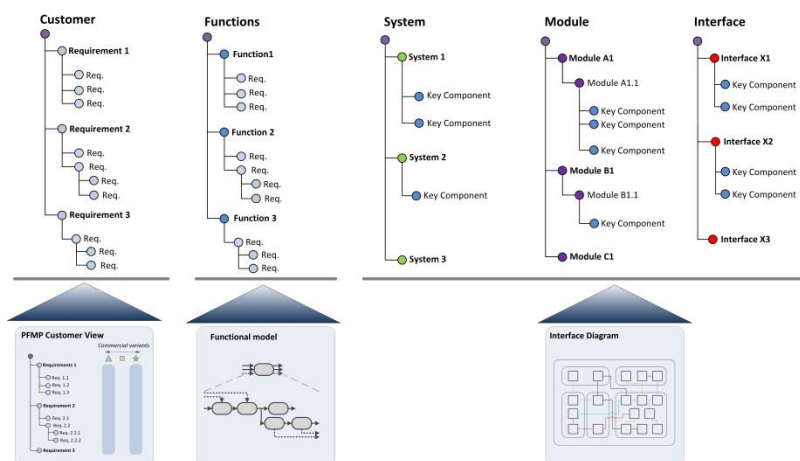 Customer
Requirement 1
Req.
Req.
Req.
Requirement 2
Req.
Req.
Req.
Req.
Requirement 3
Req.
Req.
Req.
Functions
Function1
Req.
Req.
Req.
Function 2
Req.
Req.
Req.
Req.
Function 3
Req.
Req.
Req.
System
System 1
Key Component
Key Component
System 2
Key Component
System 3
Module
Module A1
Module A1.1
Key Component
Key Component
Key Component
Module B1
Module B1.1
Key Component
Module C1
Interface
Interface X1
Key Component
Key Component
Interface X2
Key Component
Key Component
Interface X3
PFMP Customer View
Commercial variants
Requirements 1
Req. 1.1
Req. 1.2
Req. 1.3
Requirement 2
Req. 2.1
Req. 2.2
Req. 2.2.1
Req. 2.2.2
Requirement 3
Functional model
Interface Diagram